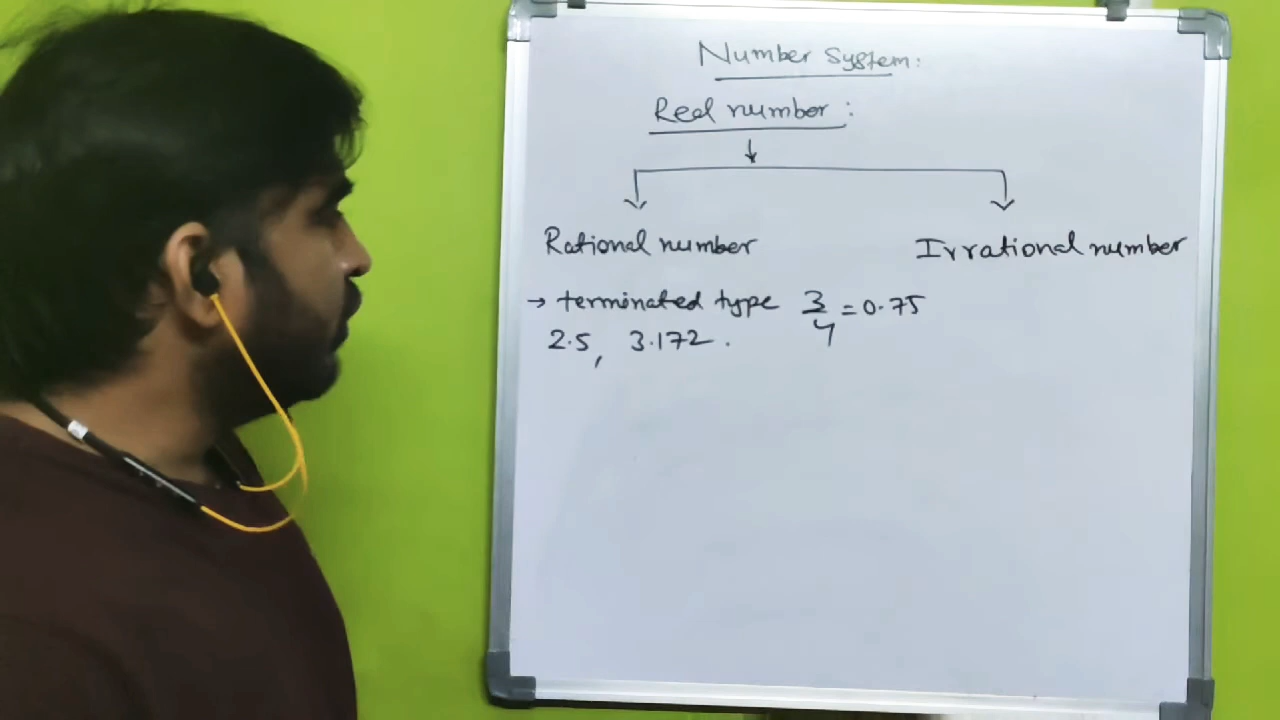 Number System:
Real number :
Rational number
Irrational number
→ terminated type 3/4 = 0.75
2.5, 3.172.